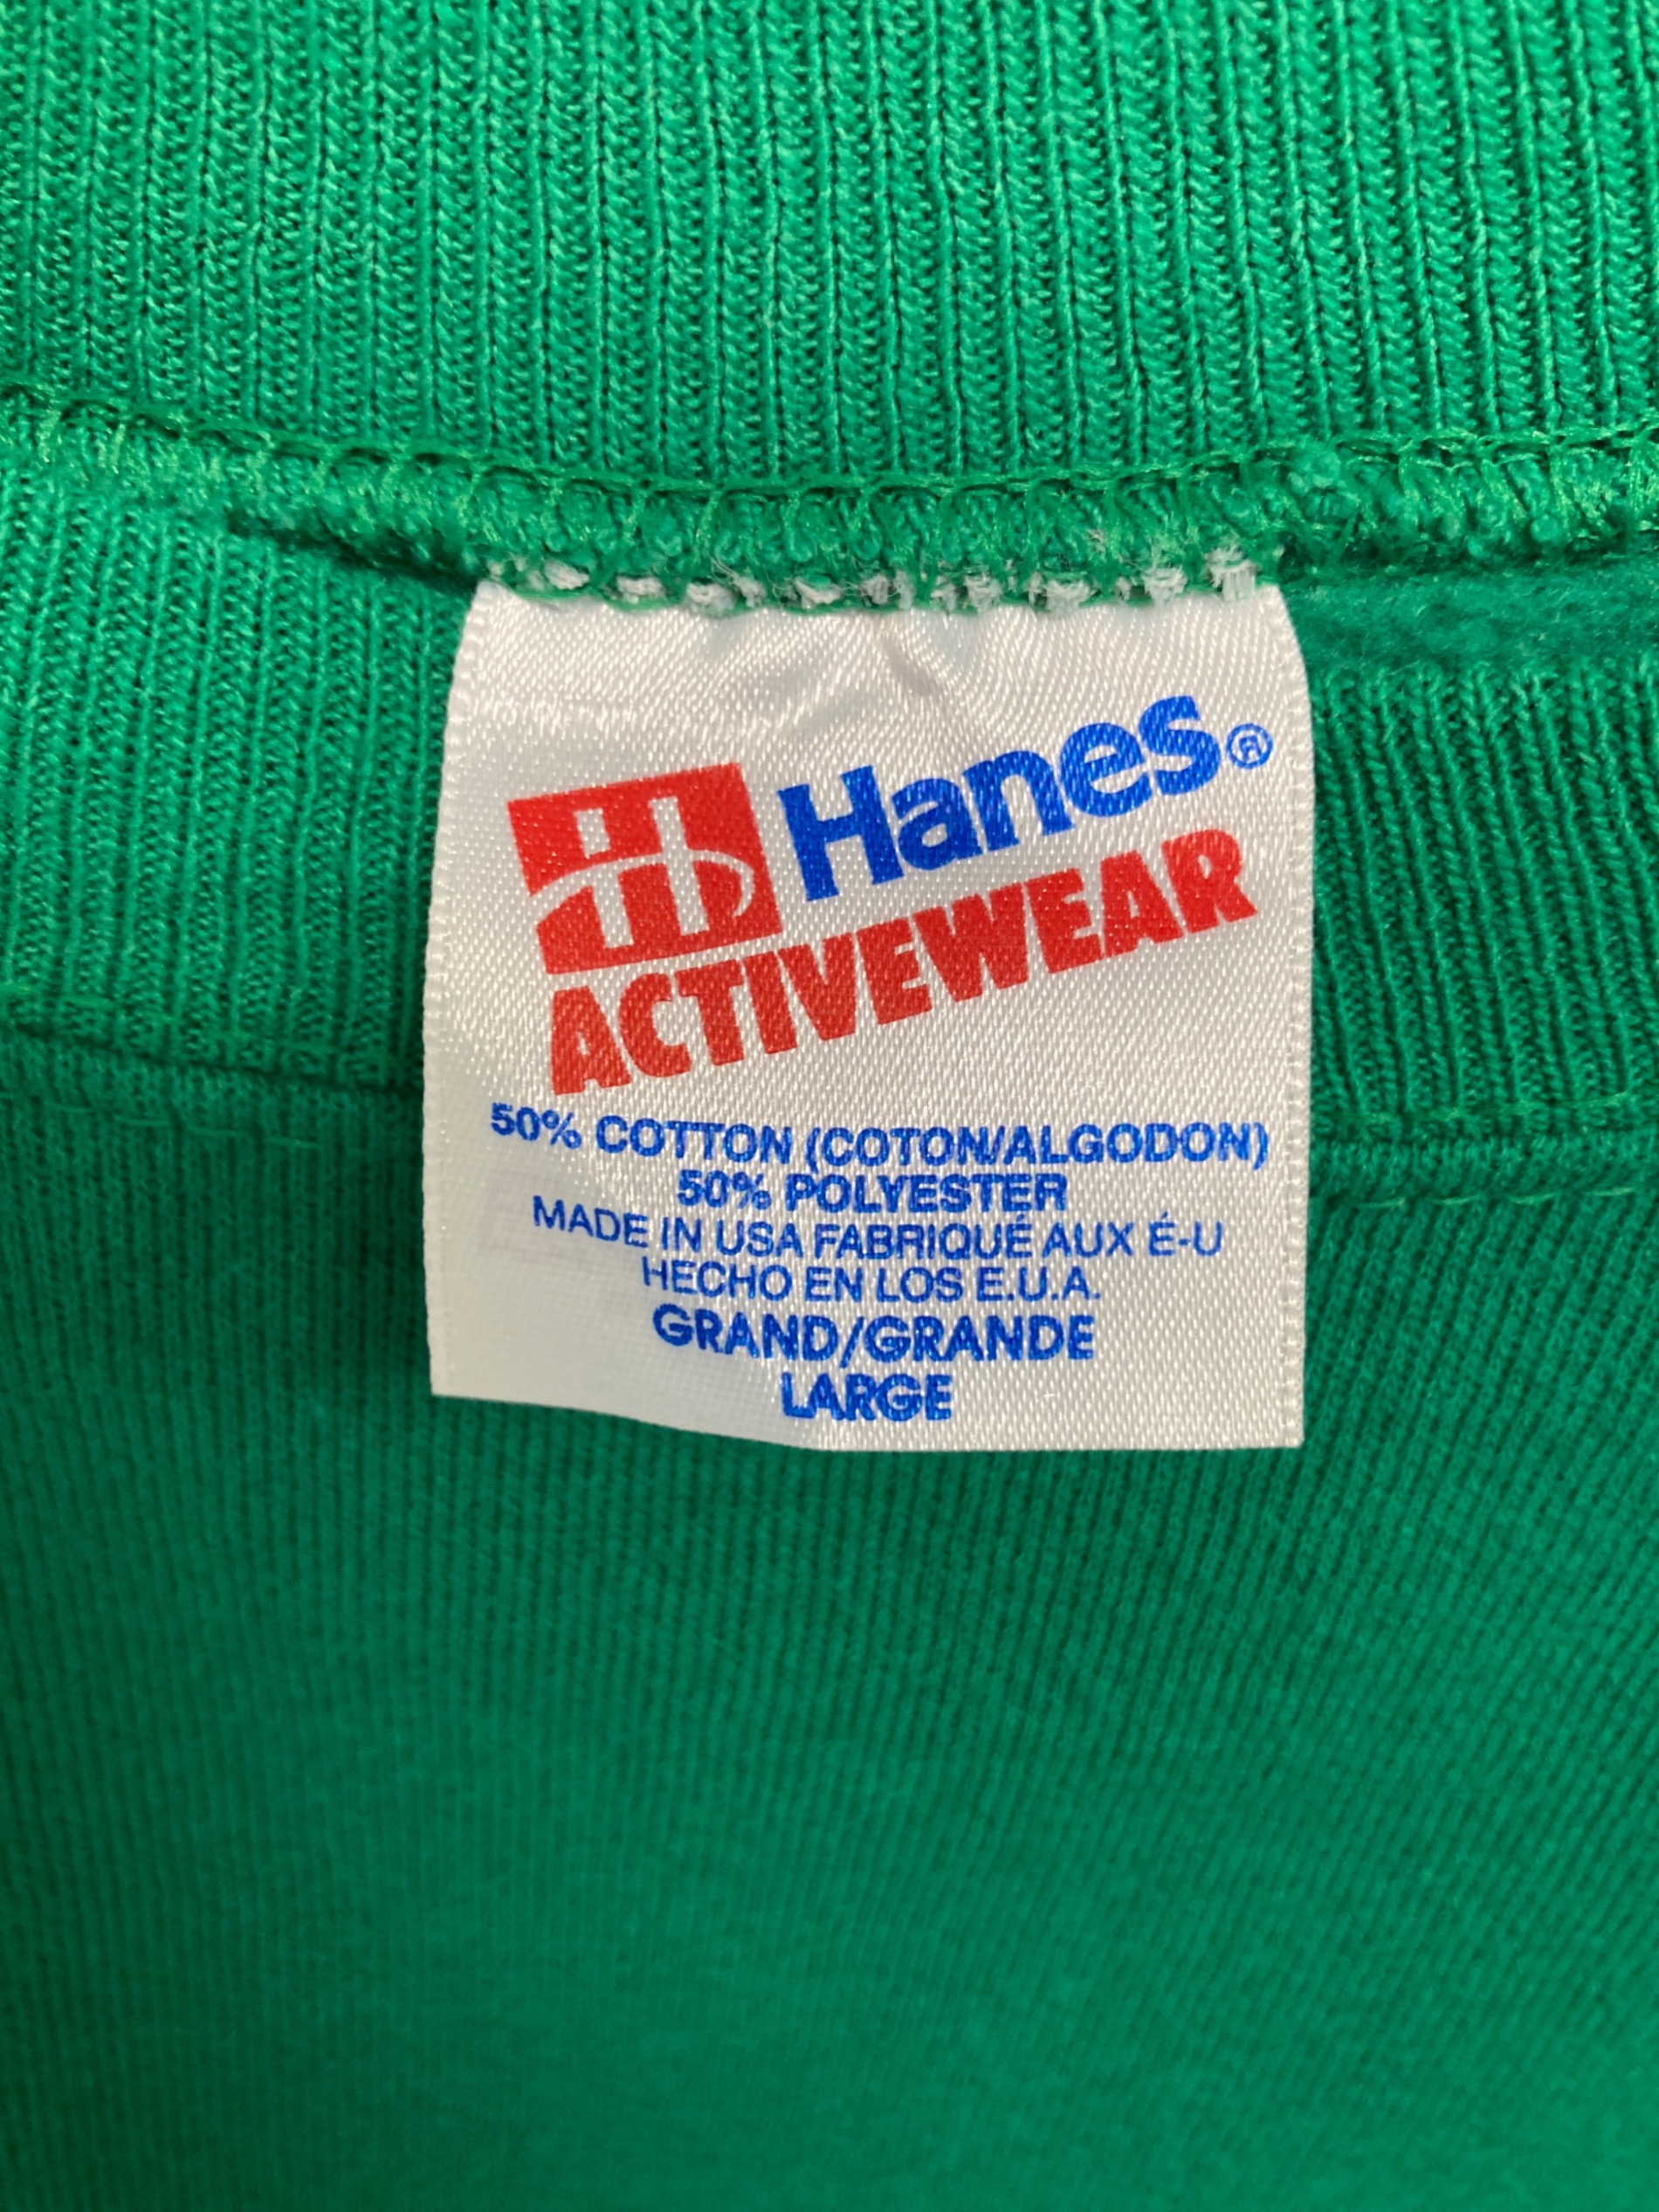 H Hanes®
ACTIVEWEAR
50% COTTON (COTON/ALGODON)
50% POLYESTER
MADE IN USA FABRIQUÉ AUX É-U
HECHO EN LOS E.U.A.
GRAND/GRANDE
LARGE